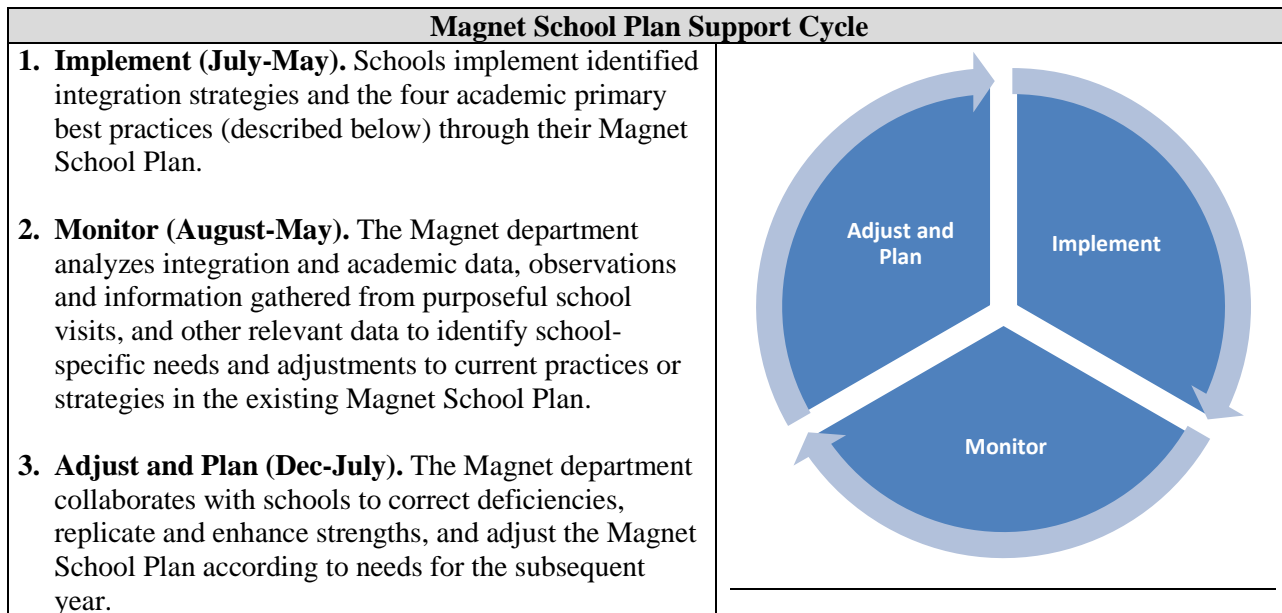 Magnet School Plan Support Cycle
1. Implement (July-May). Schools implement identified
integration strategies and the four academic primary
best practices (described below) through their Magnet
School Plan.
2. Monitor (August-May). The Magnet department
analyzes integration and academic data, observations
and information gathered from purposeful school
visits, and other relevant data to identify school-
specific needs and adjustments to current practices or
strategies in the existing Magnet School Plan.
3. Adjust and Plan (Dec-July). The Magnet department
collaborates with schools to correct deficiencies,
replicate and enhance strengths, and adjust the Magnet
School Plan according to needs for the subsequent
year.
Adjust and
Plan
Implement
Monitor